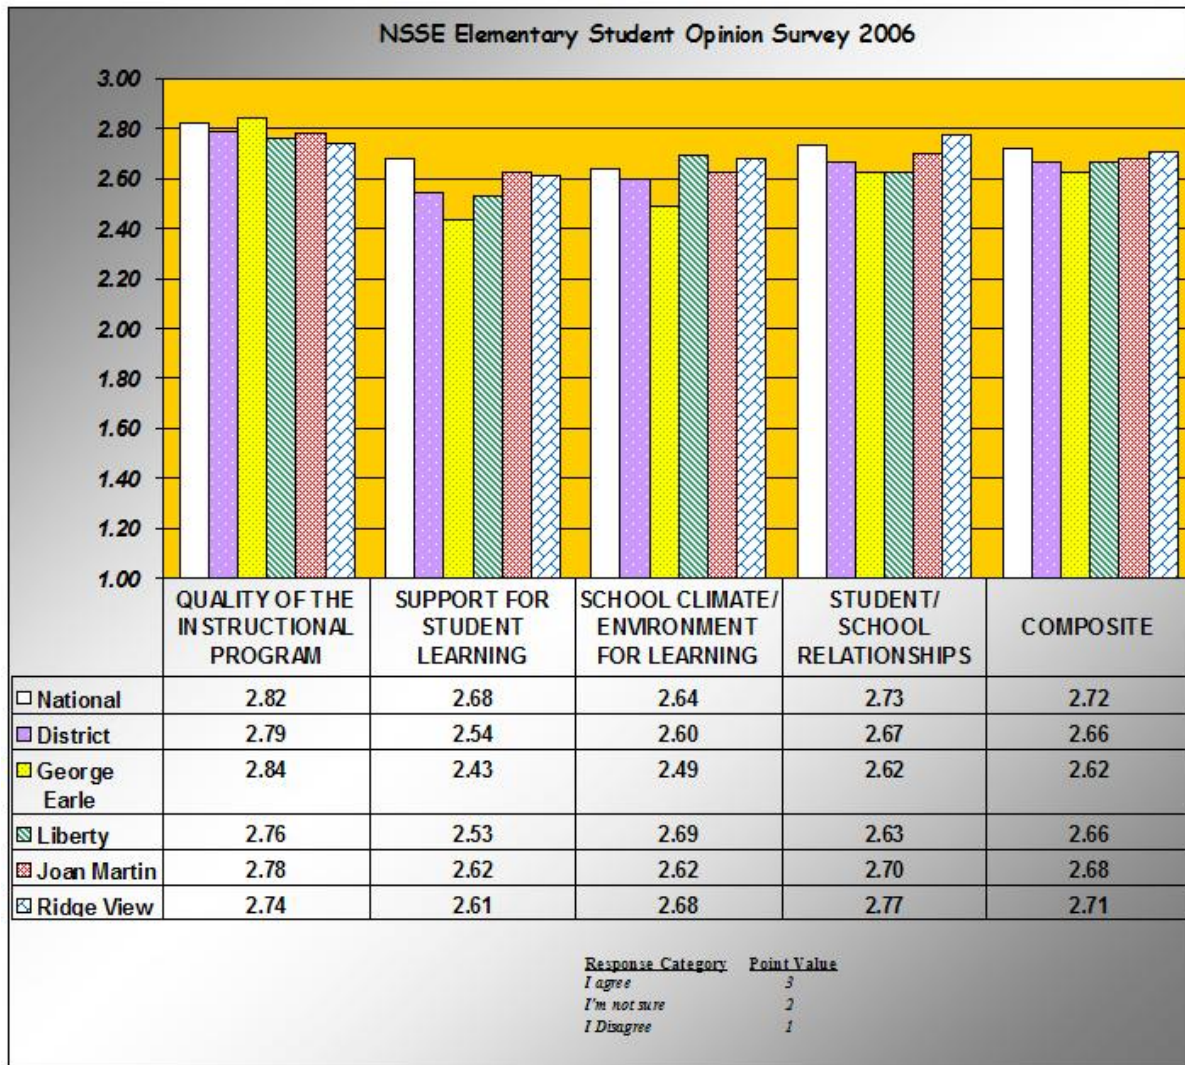 NSSE Elementary Student Opinion Survey 2006
3.00
2.80
2.60
2.40
2.20
2.00
1.80
1.60
1.40
1.20
1.00
QUALITY OF THE
INSTRUCTIONAL
PROGRAM
SUPPORT FOR
STUDENT
LEARNING
SCHOOL CLIMATE/
ENVIRONMENT
FOR LEARNING
STUDENT/
SCHOOL
RELATIONSHIPS
COMPOSITE
National 2.82 2.68 2.64 2.73 2.72
District 2.79 2.54 2.60 2.67 2.66
George 2.84 2.43 2.49 2.62 2.62
Earle
Liberty 2.76 2.53 2.69 2.63 2.66
Joan Martin 2.78 2.62 2.62 2.70 2.68
Ridge View 2.74 2.61 2.68 2.77 2.71
Response Category Point Value
I agree 3
I'm not sure 2
I Disagree 1